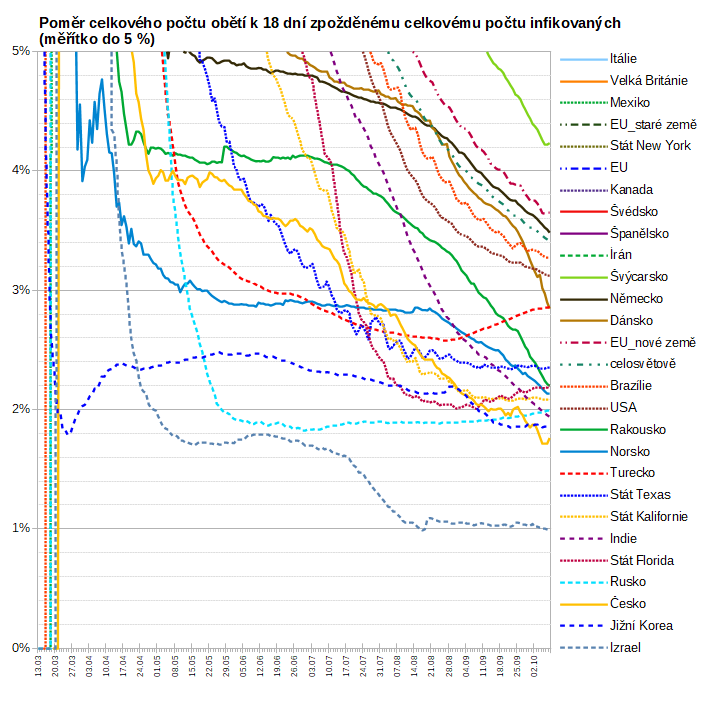 Poměr celkového počtu obětí k 18 dní zpožděnému celkovému počtu infikovaných
(měřítko do 5 %)
5%
4%
3%
2%
1%
0%
13.03
20.03
27.03
03.04
10.04
17.04
24.04
01.05
08.05
15.05
22.05
29.05
05.06
12.06
19.06
26.06
03.07
10.07
17.07
24.07
31.07
07.08
14.08
21.08
28.08
04.09
11.09
18.09
25.09
02.10
Itálie
Velká Británie
Mexiko
EU_staré země
Stát New York
EU
Kanada
Švédsko
Španělsko
Írán
Švýcarsko
Německo
Dánsko
EU_nové země
celosvětově
Brazílie
USA
Rakousko
Norsko
Turecko
Stát Texas
Stát Kalifornie
Indie
Stát Florida
Rusko
Česko
Jižní Korea
Izrael